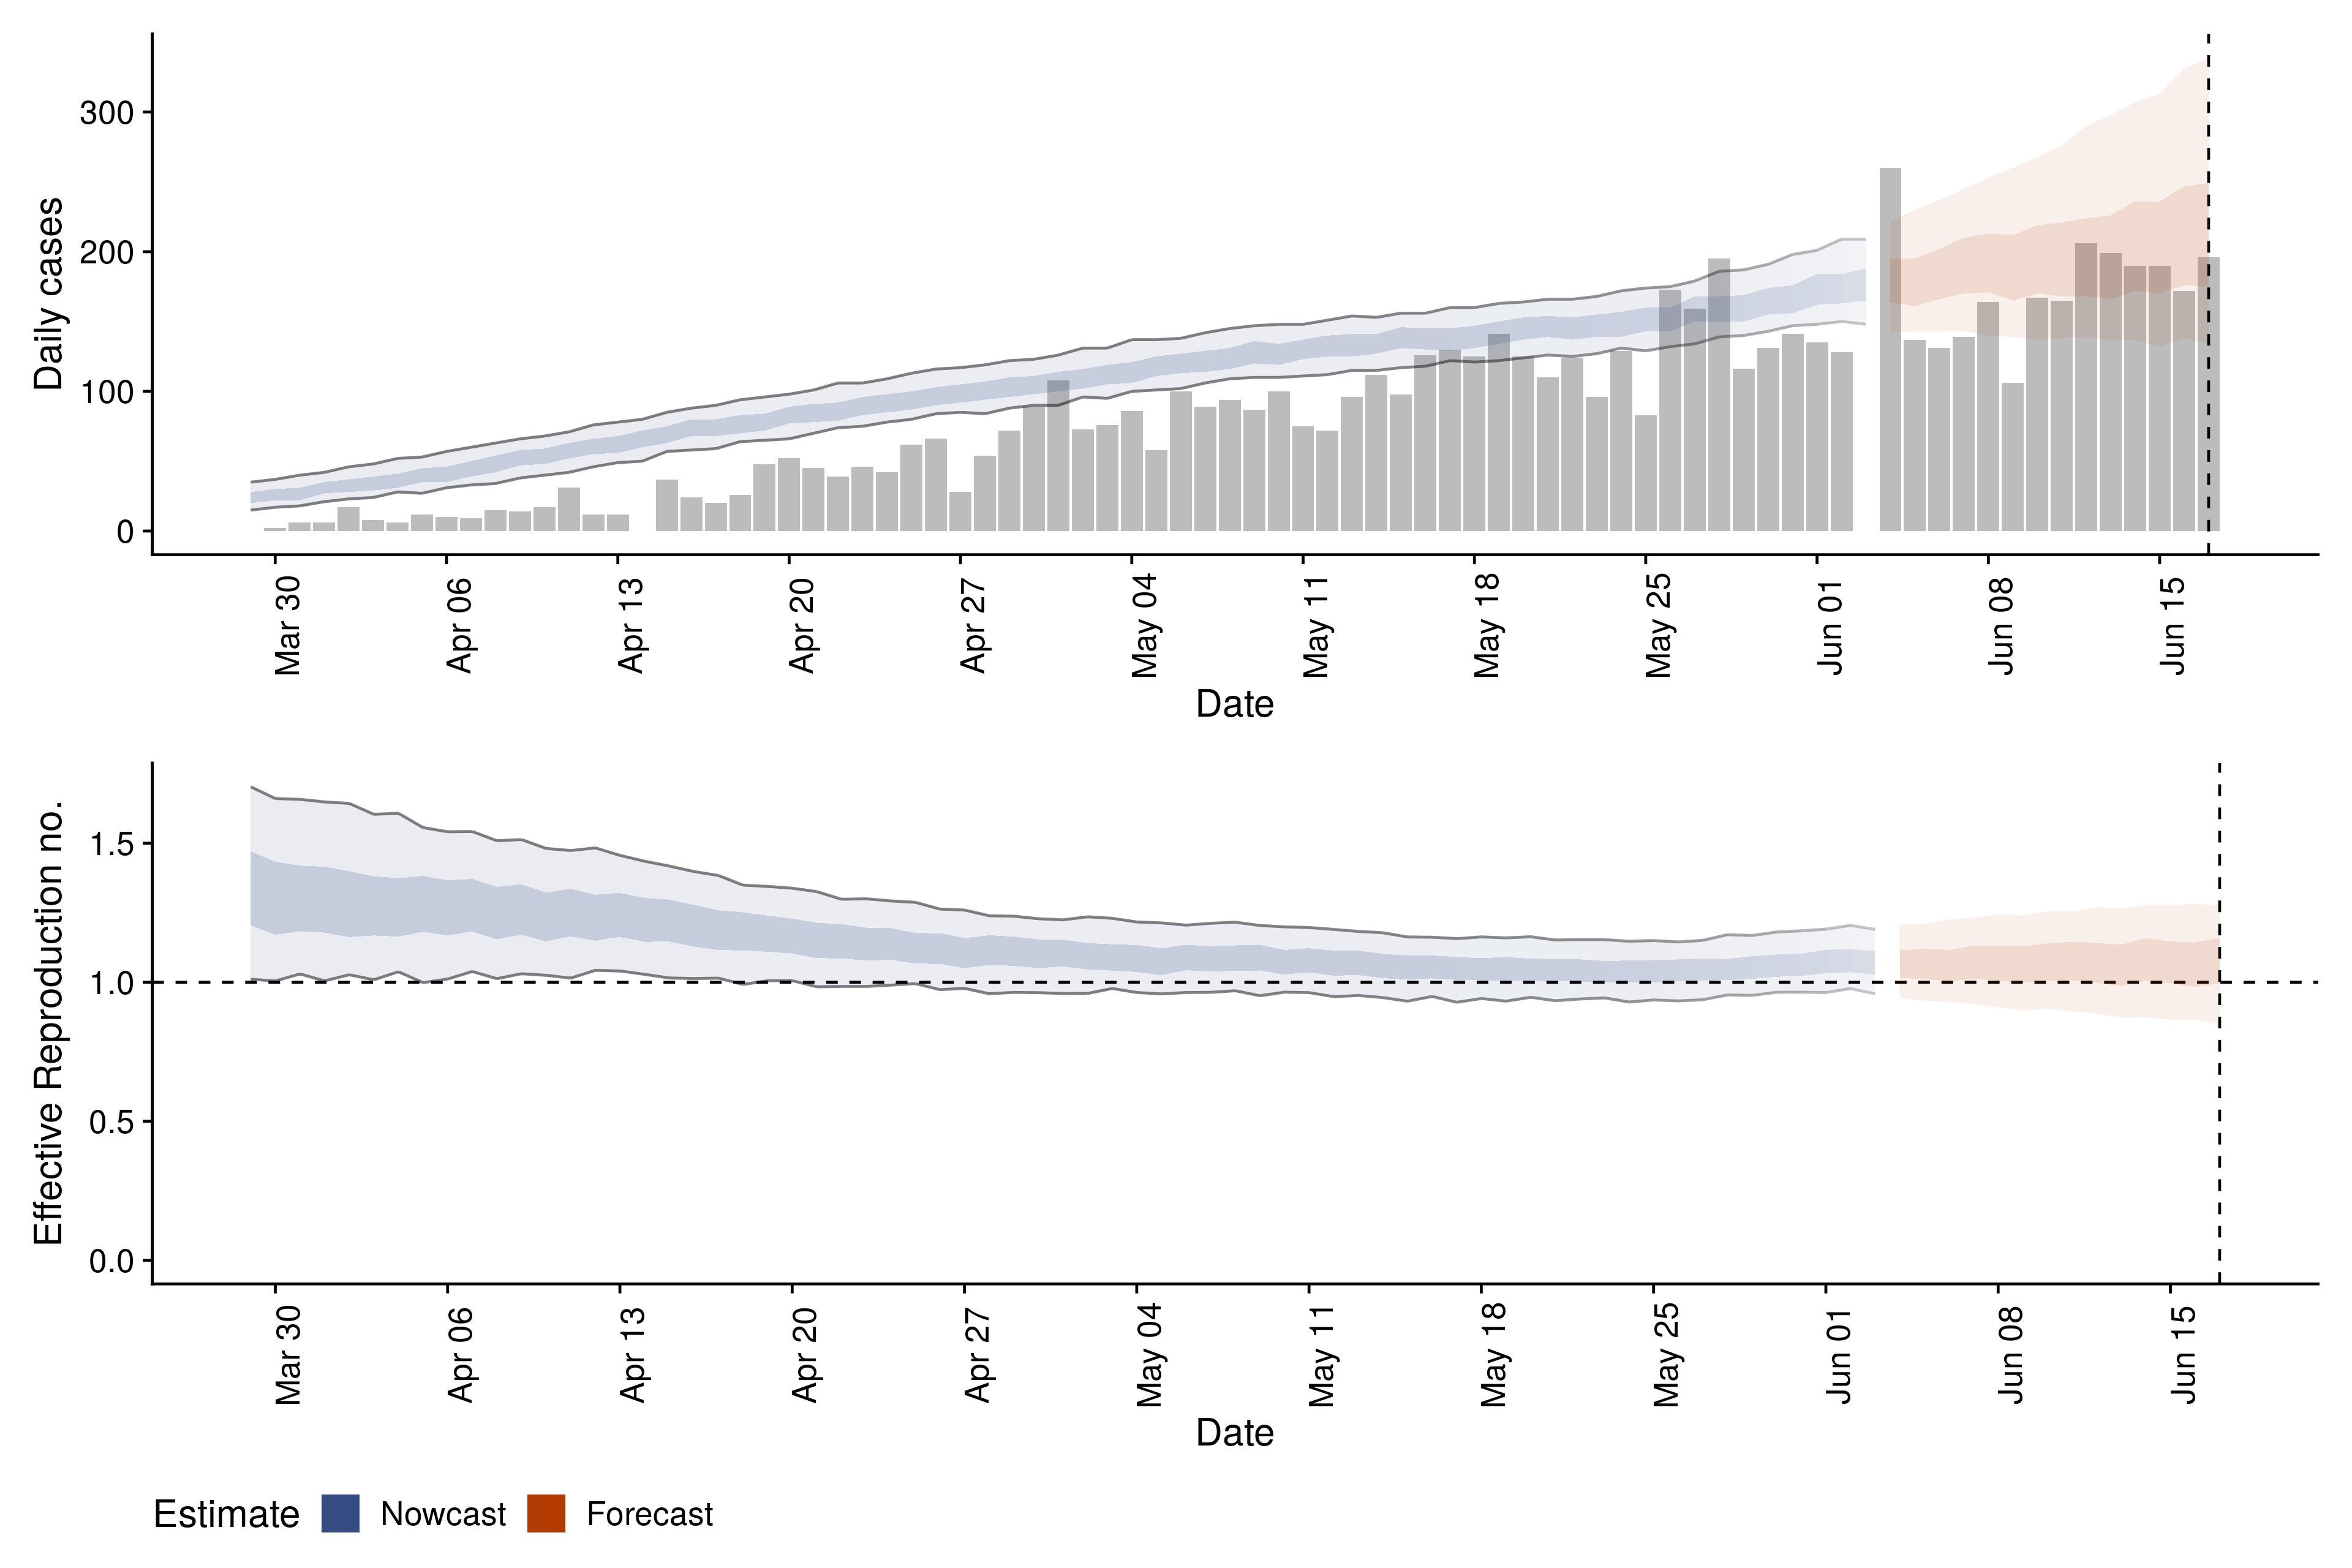 Daily cases
300
200
100
0
Mar 30
Apr 06
Apr 13
Apr 20
Apr 27
May 04
May 11
May 18
May 25
Jun 01
Jun 08
Jun 15
Date
Effective Reproduction no.
1.5
1.0
0.5
0.0
Mar 30
Apr 06
Apr 13
Apr 20
Apr 27
May 04
May 11
May 18
May 25
Jun 01
Jun 08
Jun 15
Date
Estimate Nowcast Forecast